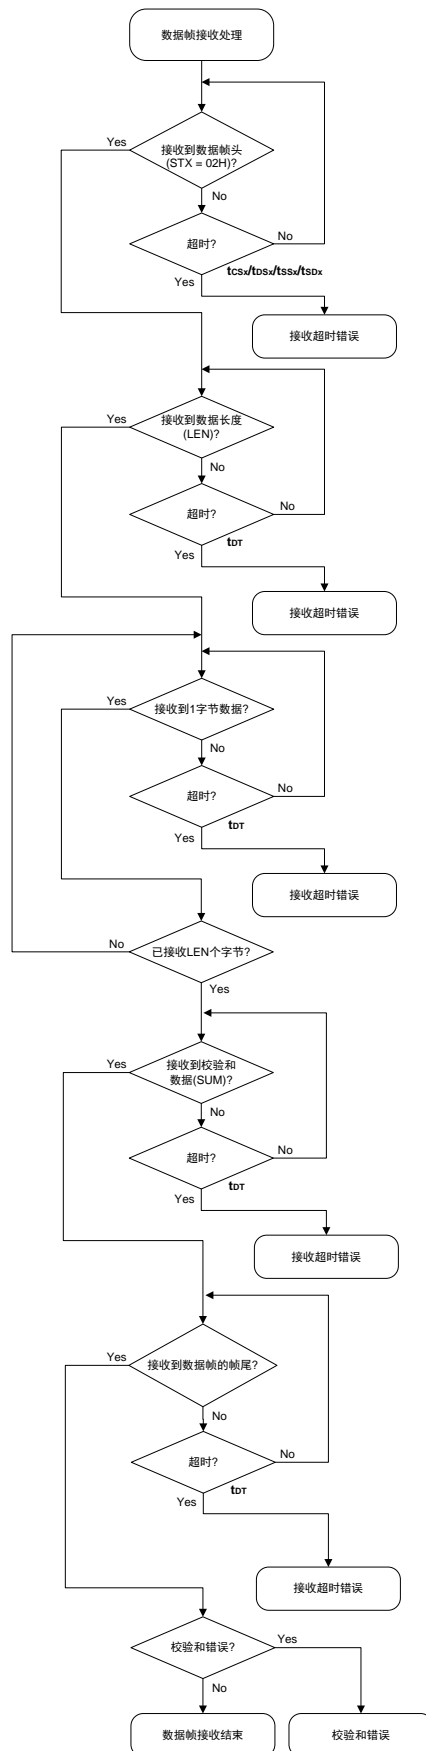 数据帧接收处理
Yes
接收到数据帧头
(STX = 02H)?
No
超时?
No
tCSx/tDSx/tSSx/tSDx
Yes
接收超时错误
Yes
接收到数据长度
(LEN)?
No
超时?
No
tDT
Yes
接收超时错误
Yes
接收到1字节数据?
No
超时?
No
tDT
Yes
接收超时错误
No
已接收LEN个字节?
Yes
Yes
接收到校验和
数据(SUM)?
No
超时?
No
tDT
Yes
接收超时错误
Yes
接收到数据帧的帧尾?
No
超时?
No
tDT
Yes
接收超时错误
校验和错误?
Yes
No
数据帧接收结束
校验和错误